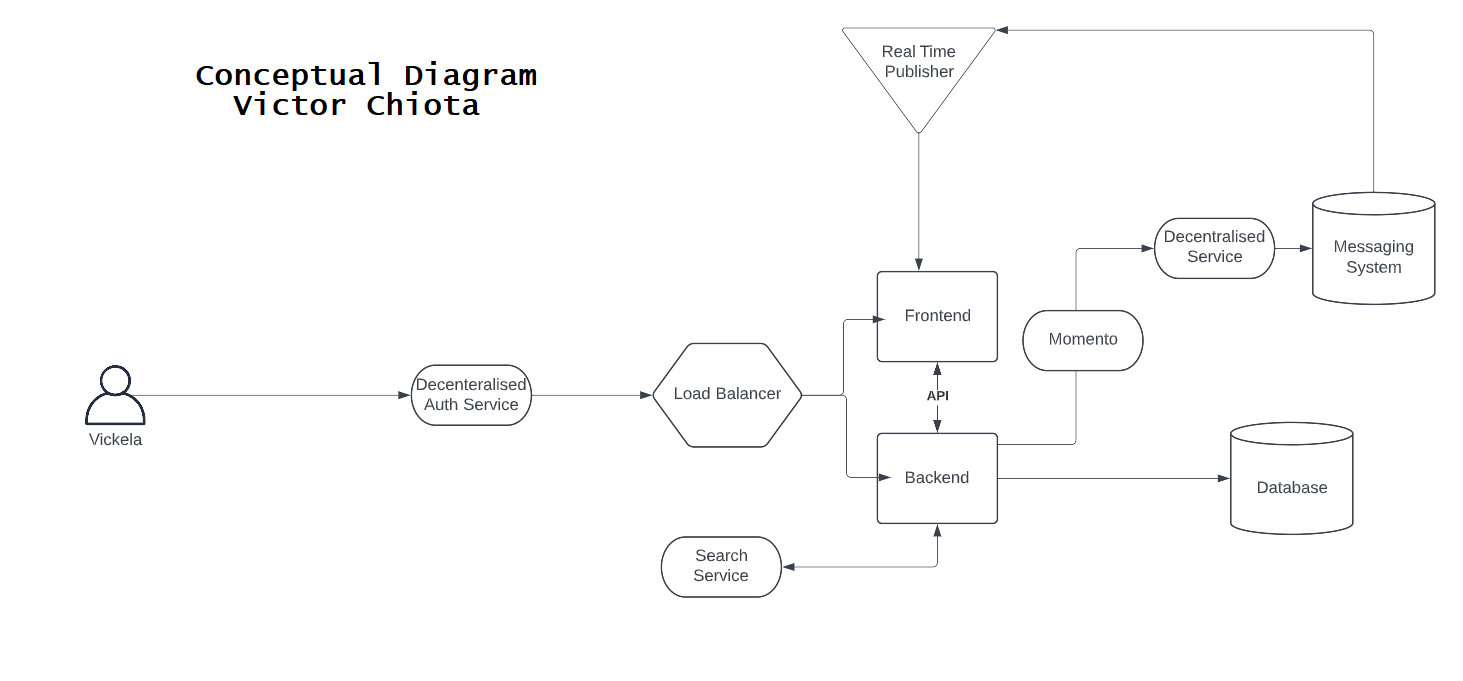 Conceptual Diagram
Victor Chiota
Real Time
Publisher
Decentralised
Service
Messaging
System
Frontend
Momento
Decenteralised
Auth Service
Load Balancer
API
Vickela
Backend
Database
Search
Service